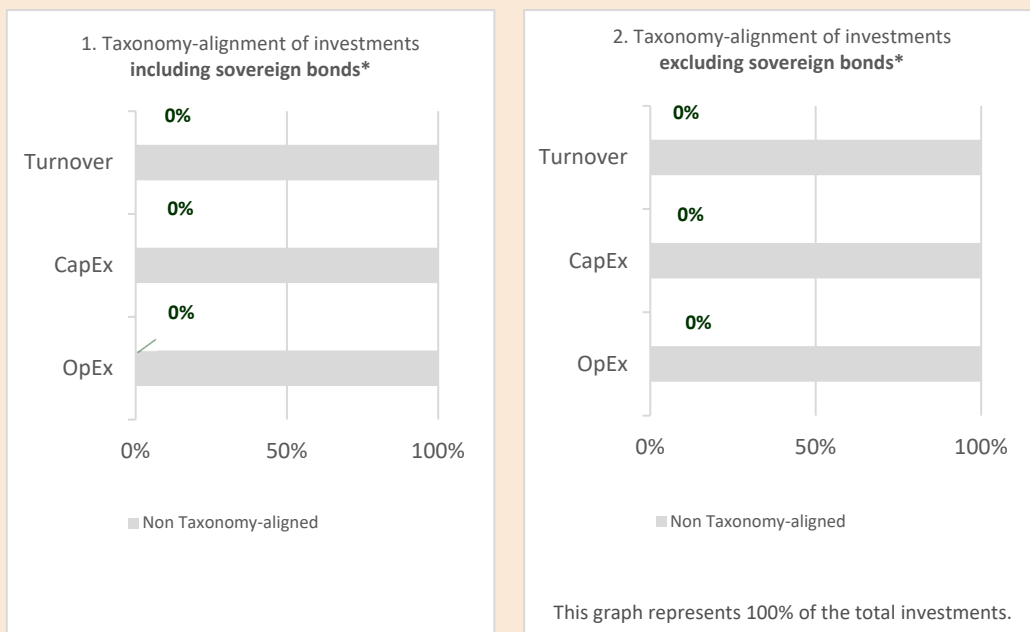 1. Taxonomy-alignment of investments
including sovereign bonds*
0%
Turnover
0%
CapEx
0%
OpEx
0% 50% 100%
Non Taxonomy-aligned
2. Taxonomy-alignment of investments
excluding sovereign bonds*
0%
Turnover
0%
CapEx
0%
OpEx
0% 50% 100%
Non Taxonomy-aligned
This graph represents 100% of the total investments.